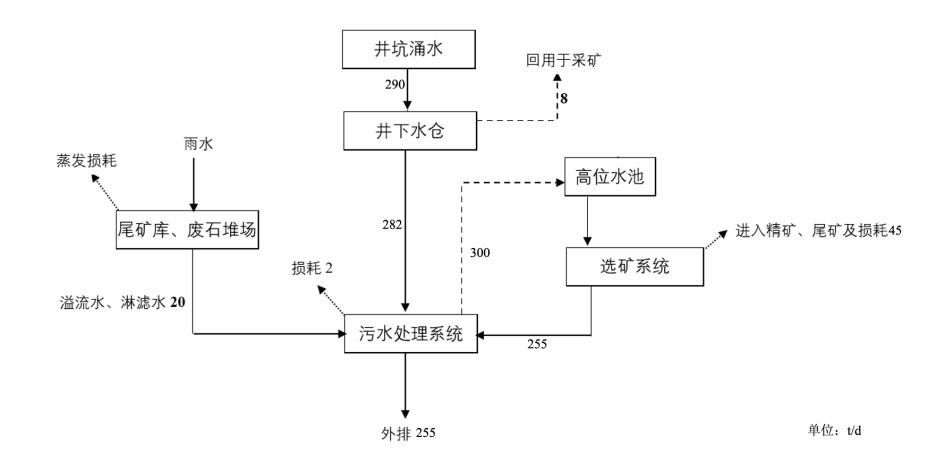 井坑涌水
回用于采矿
290
8
井下水仓
雨水
蒸发损耗
高位水池
尾矿库、废石堆场
282
进入精矿、尾矿及损耗45
300
选矿系统
损耗 2
溢流水、淋滤水 20
污水处理系统
255
外排 255
单位：t/d